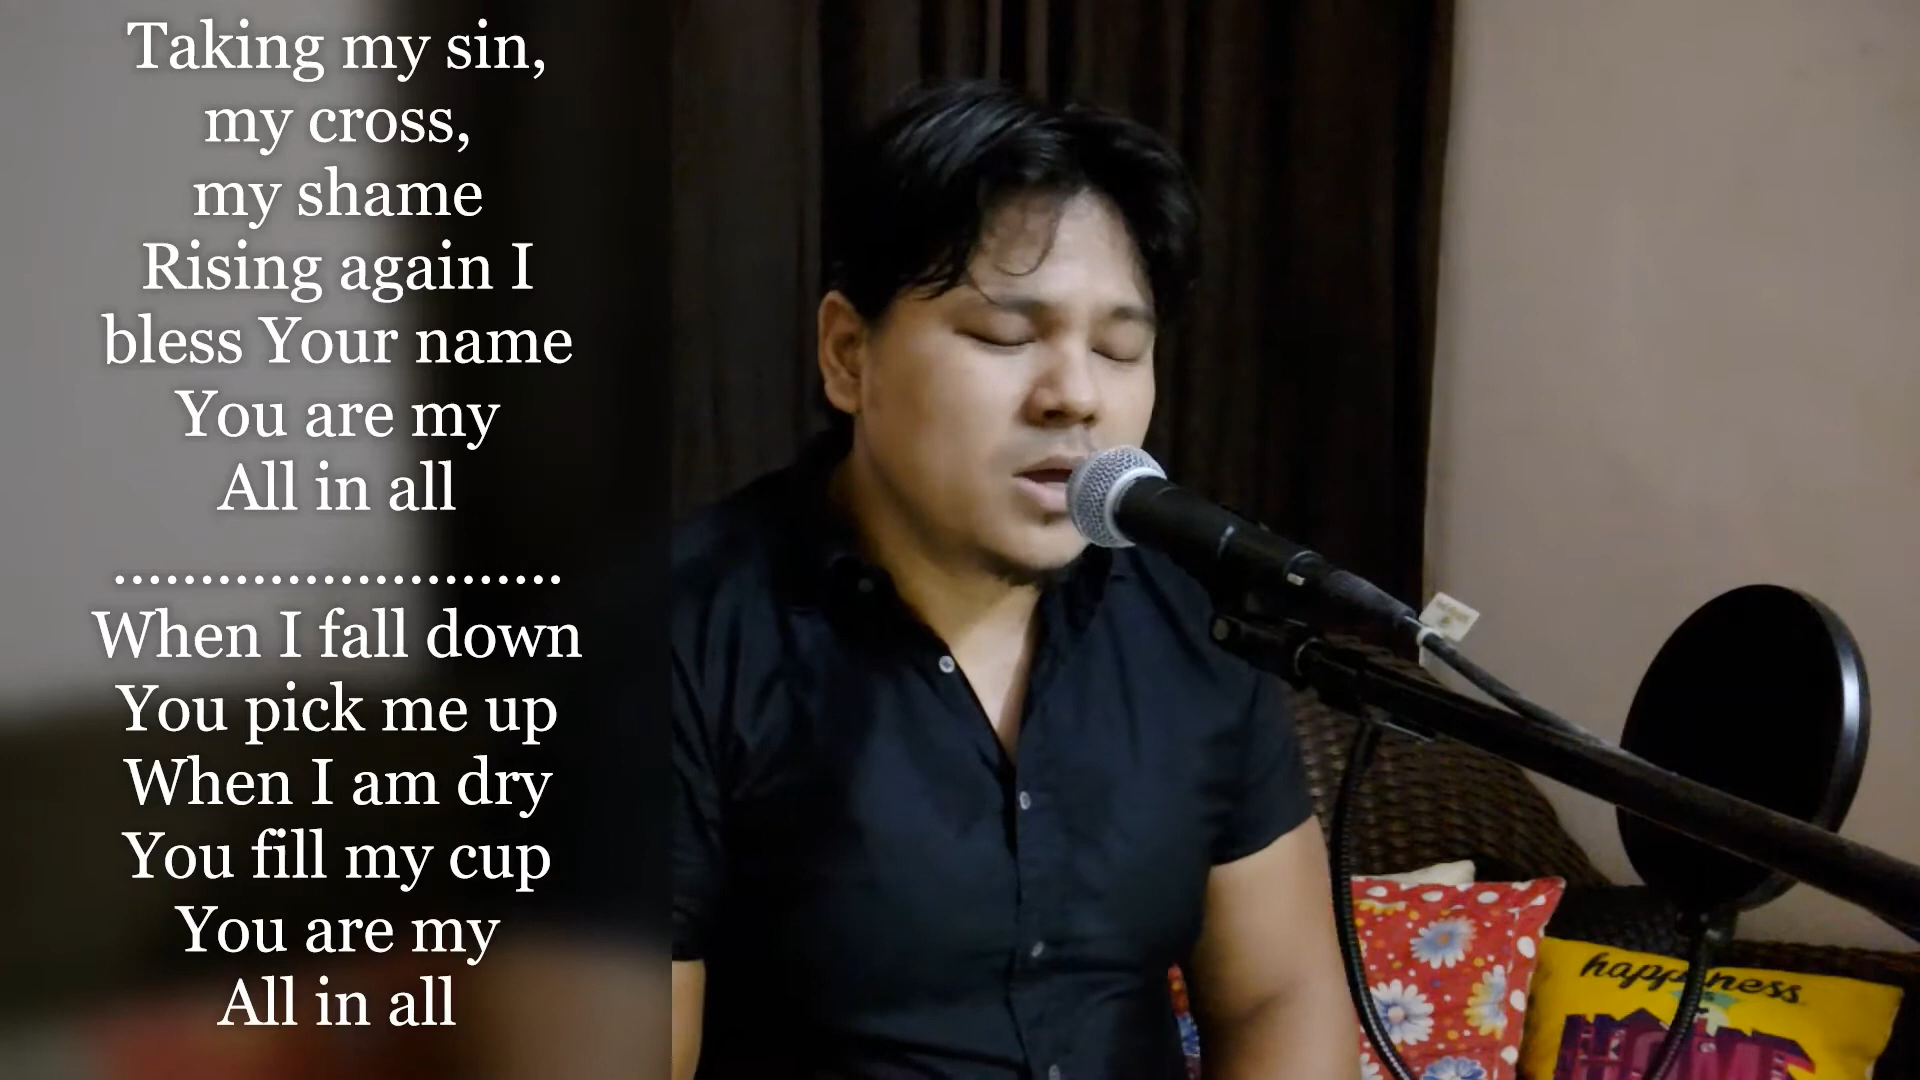 Taking my sin,
my cross,
my shame
Rising again I
bless Your name
You are my
All in all
..........................
When I fall down
You pick me up
When I am dry
You fill my cup
You are my
All in all
happiness
HOME